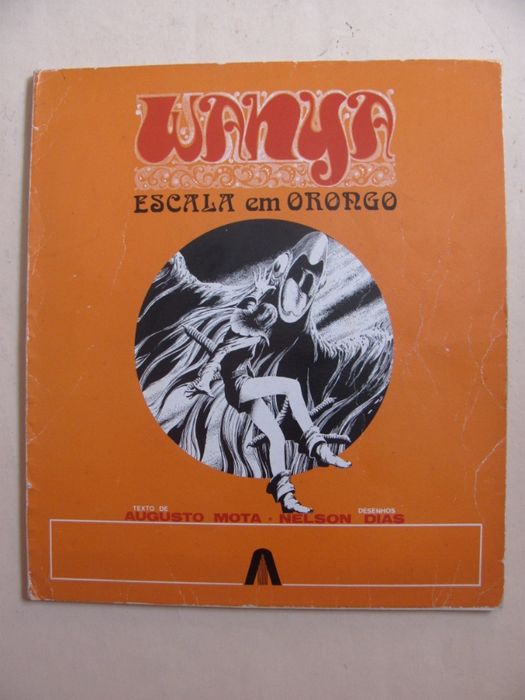 WANYA
ESCALA em ORONGO
TEXTO DE DESENHOS
AUGUSTO MOTA · NELSON DIAS